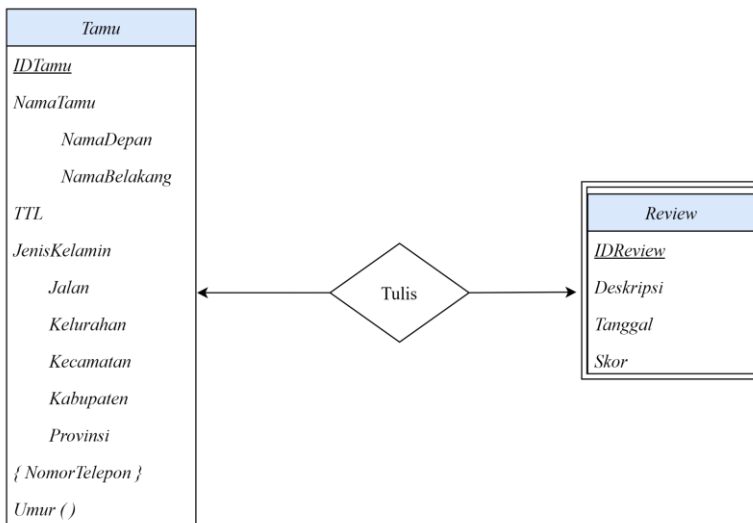 Tamu
IDTamu
NamaTamu
NamaDepan
NamaBelakang
TTL
JenisKelamin
Jalan
Kelurahan
Kecamatan
Kabupaten
Provinsi
{ NomorTelepon }
Umur ( )
Tulis
Review
IDReview
Deskripsi
Tanggal
Skor